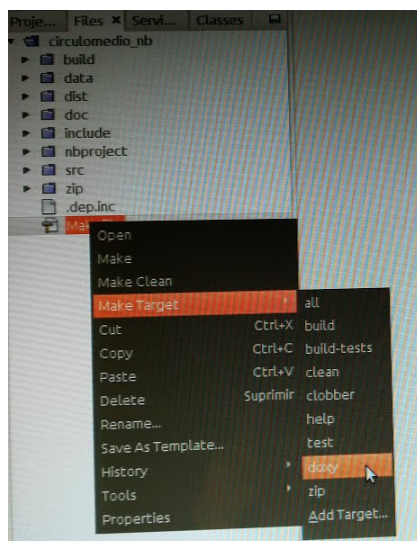 Proje... Files × Servi... Classes
circulomedio_nb
build
data
dist
doc
include
nbproject
src
zip
.dep.inc
Open
Make
Make Clean
Make Target
Cut Ctrl+X
Copy Ctrl+C
Paste Ctrl+V
Delete Suprimir
Rename...
Save As Template...
History
Tools
Properties
all
build
build-tests
clean
clobber
help
test
doxy
zip
Add Target...